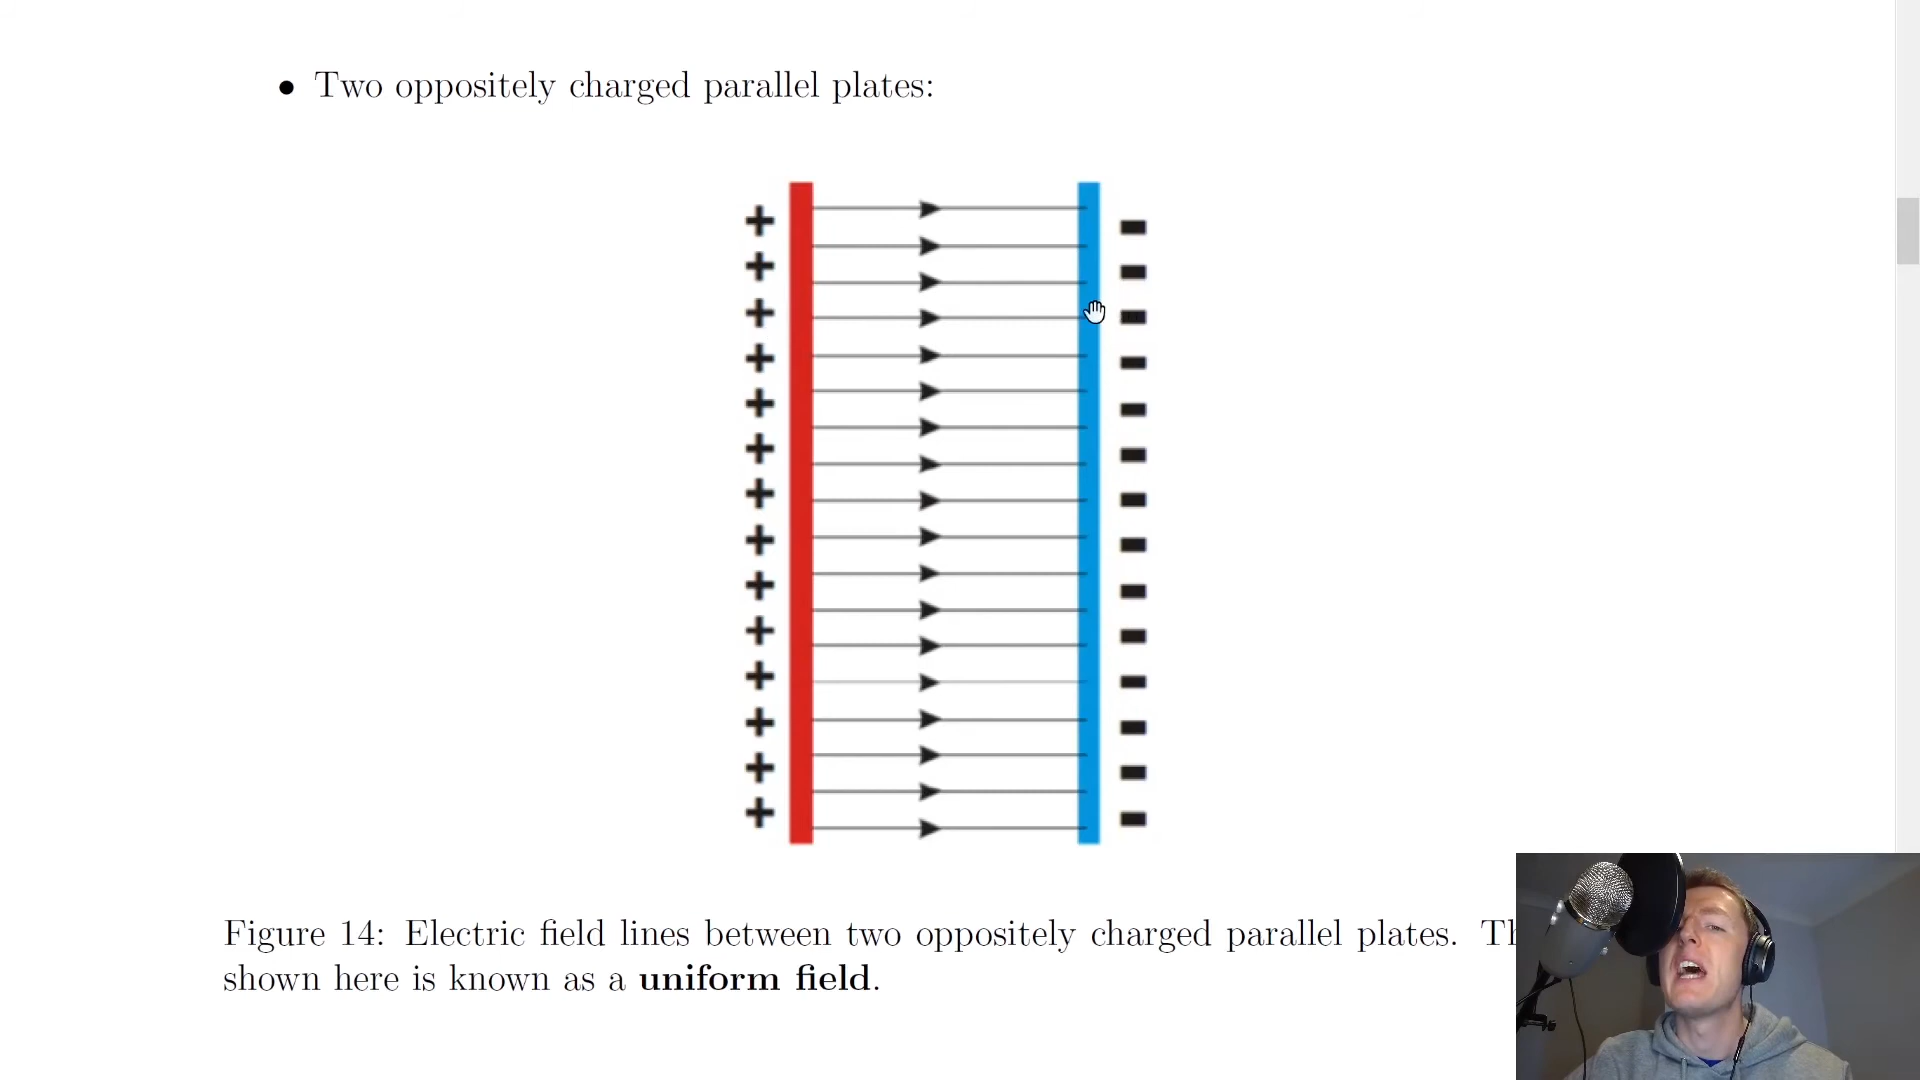 • Two oppositely charged parallel plates:
Figure 14: Electric field lines between two oppositely charged parallel plates.
shown here is known as a uniform field.